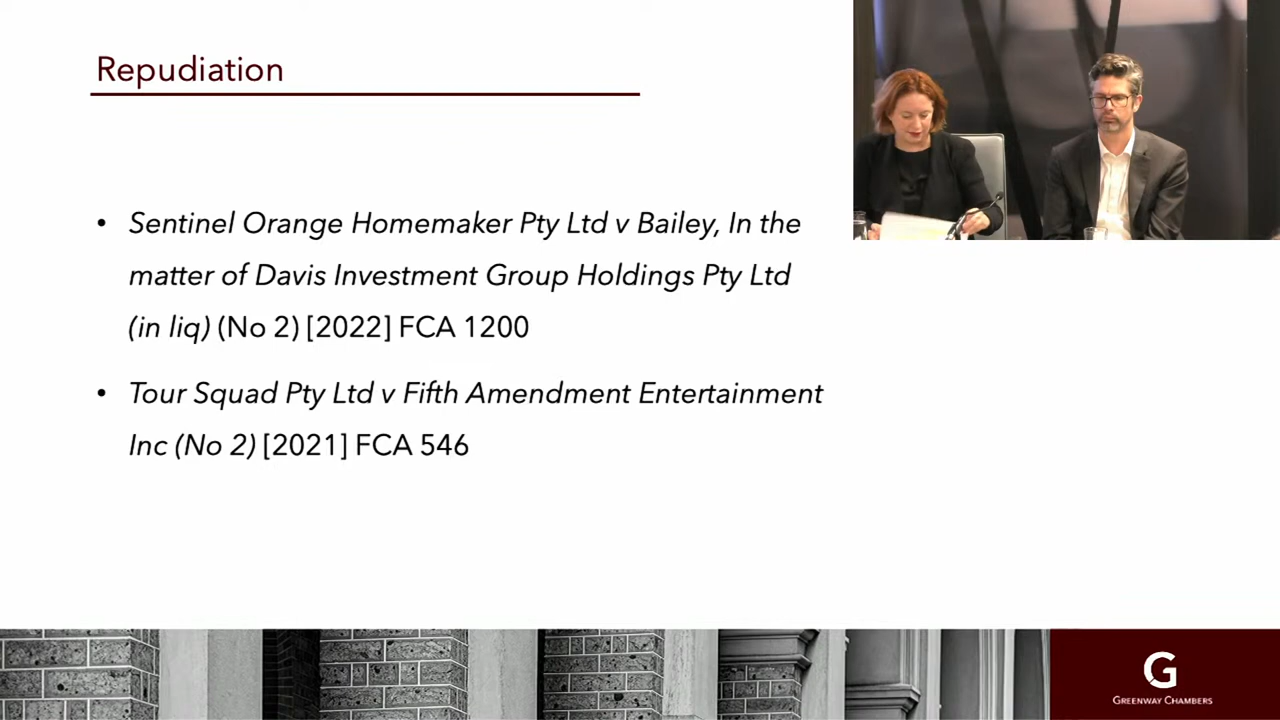 Repudiation
• Sentinel Orange Homemaker Pty Ltd v Bailey, In the
matter of Davis Investment Group Holdings Pty Ltd
(in liq) (No 2) [2022] FCA 1200
• Tour Squad Pty Ltd v Fifth Amendment Entertainment
Inc (No 2) [2021] FCA 546
G
GREENWAY CHAMBERS